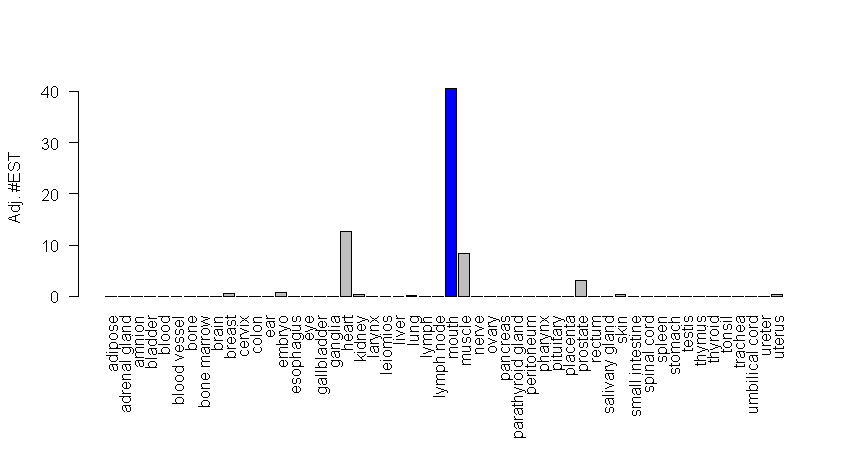 Adj. #EST
40
30
20
10
0
adipose
adrenal gland
amnion
bladder
blood
blood vessel
bone
bone marrow
brain
breast
cervix
colon
ear
embryo
esophagus
eye
gallbladder
ganglia
heart
kidney
larynx
leiomios
liver
lung
lymph
lymph node
mouth
muscle
nerve
ovary
pancreas
parathyroid gland
peritoneum
pharynx
pituitary
placenta
prostate
rectum
salivary gland
skin
small intestine
spinal cord
spleen
stomach
testis
thymus
thyroid
tonsil
trachea
umbilical cord
ureter
uterus